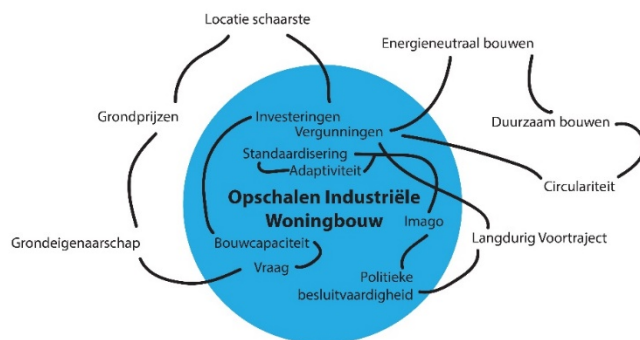 Locatie schaarste
Energieneutraal bouwen
Grondprijzen
Investeringen
Vergunningen
Duurzaam bouwen
Standaardisering
Adaptiviteit
Circulariteit
Opschalen Industriële
Woningbouw
Imago
Grondeigenaarschap
Bouwcapaciteit
Langdurig Voortraject
Vraag
Politieke
besluitvaardigheid